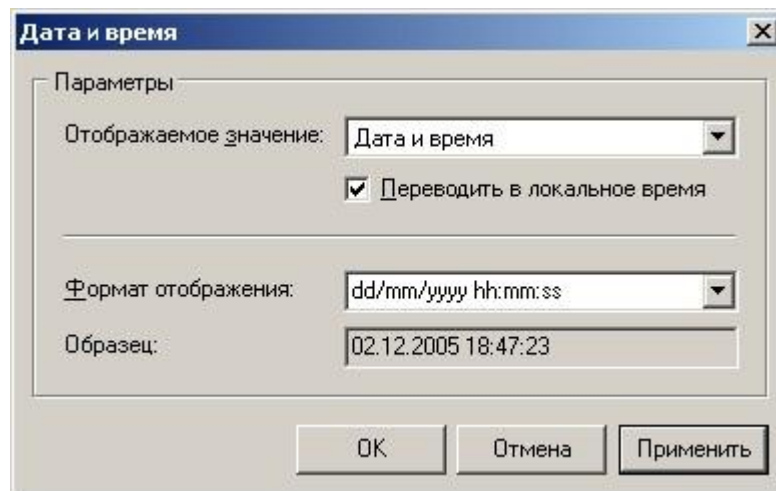 Дата и время
Параметры
Отображаемое значение: Дата и время
Переводить в локальное время
Формат отображения: dd/mm/yyyy hh:mm:ss
Образец: 02.12.2005 18:47:23
OK Отмена Применить